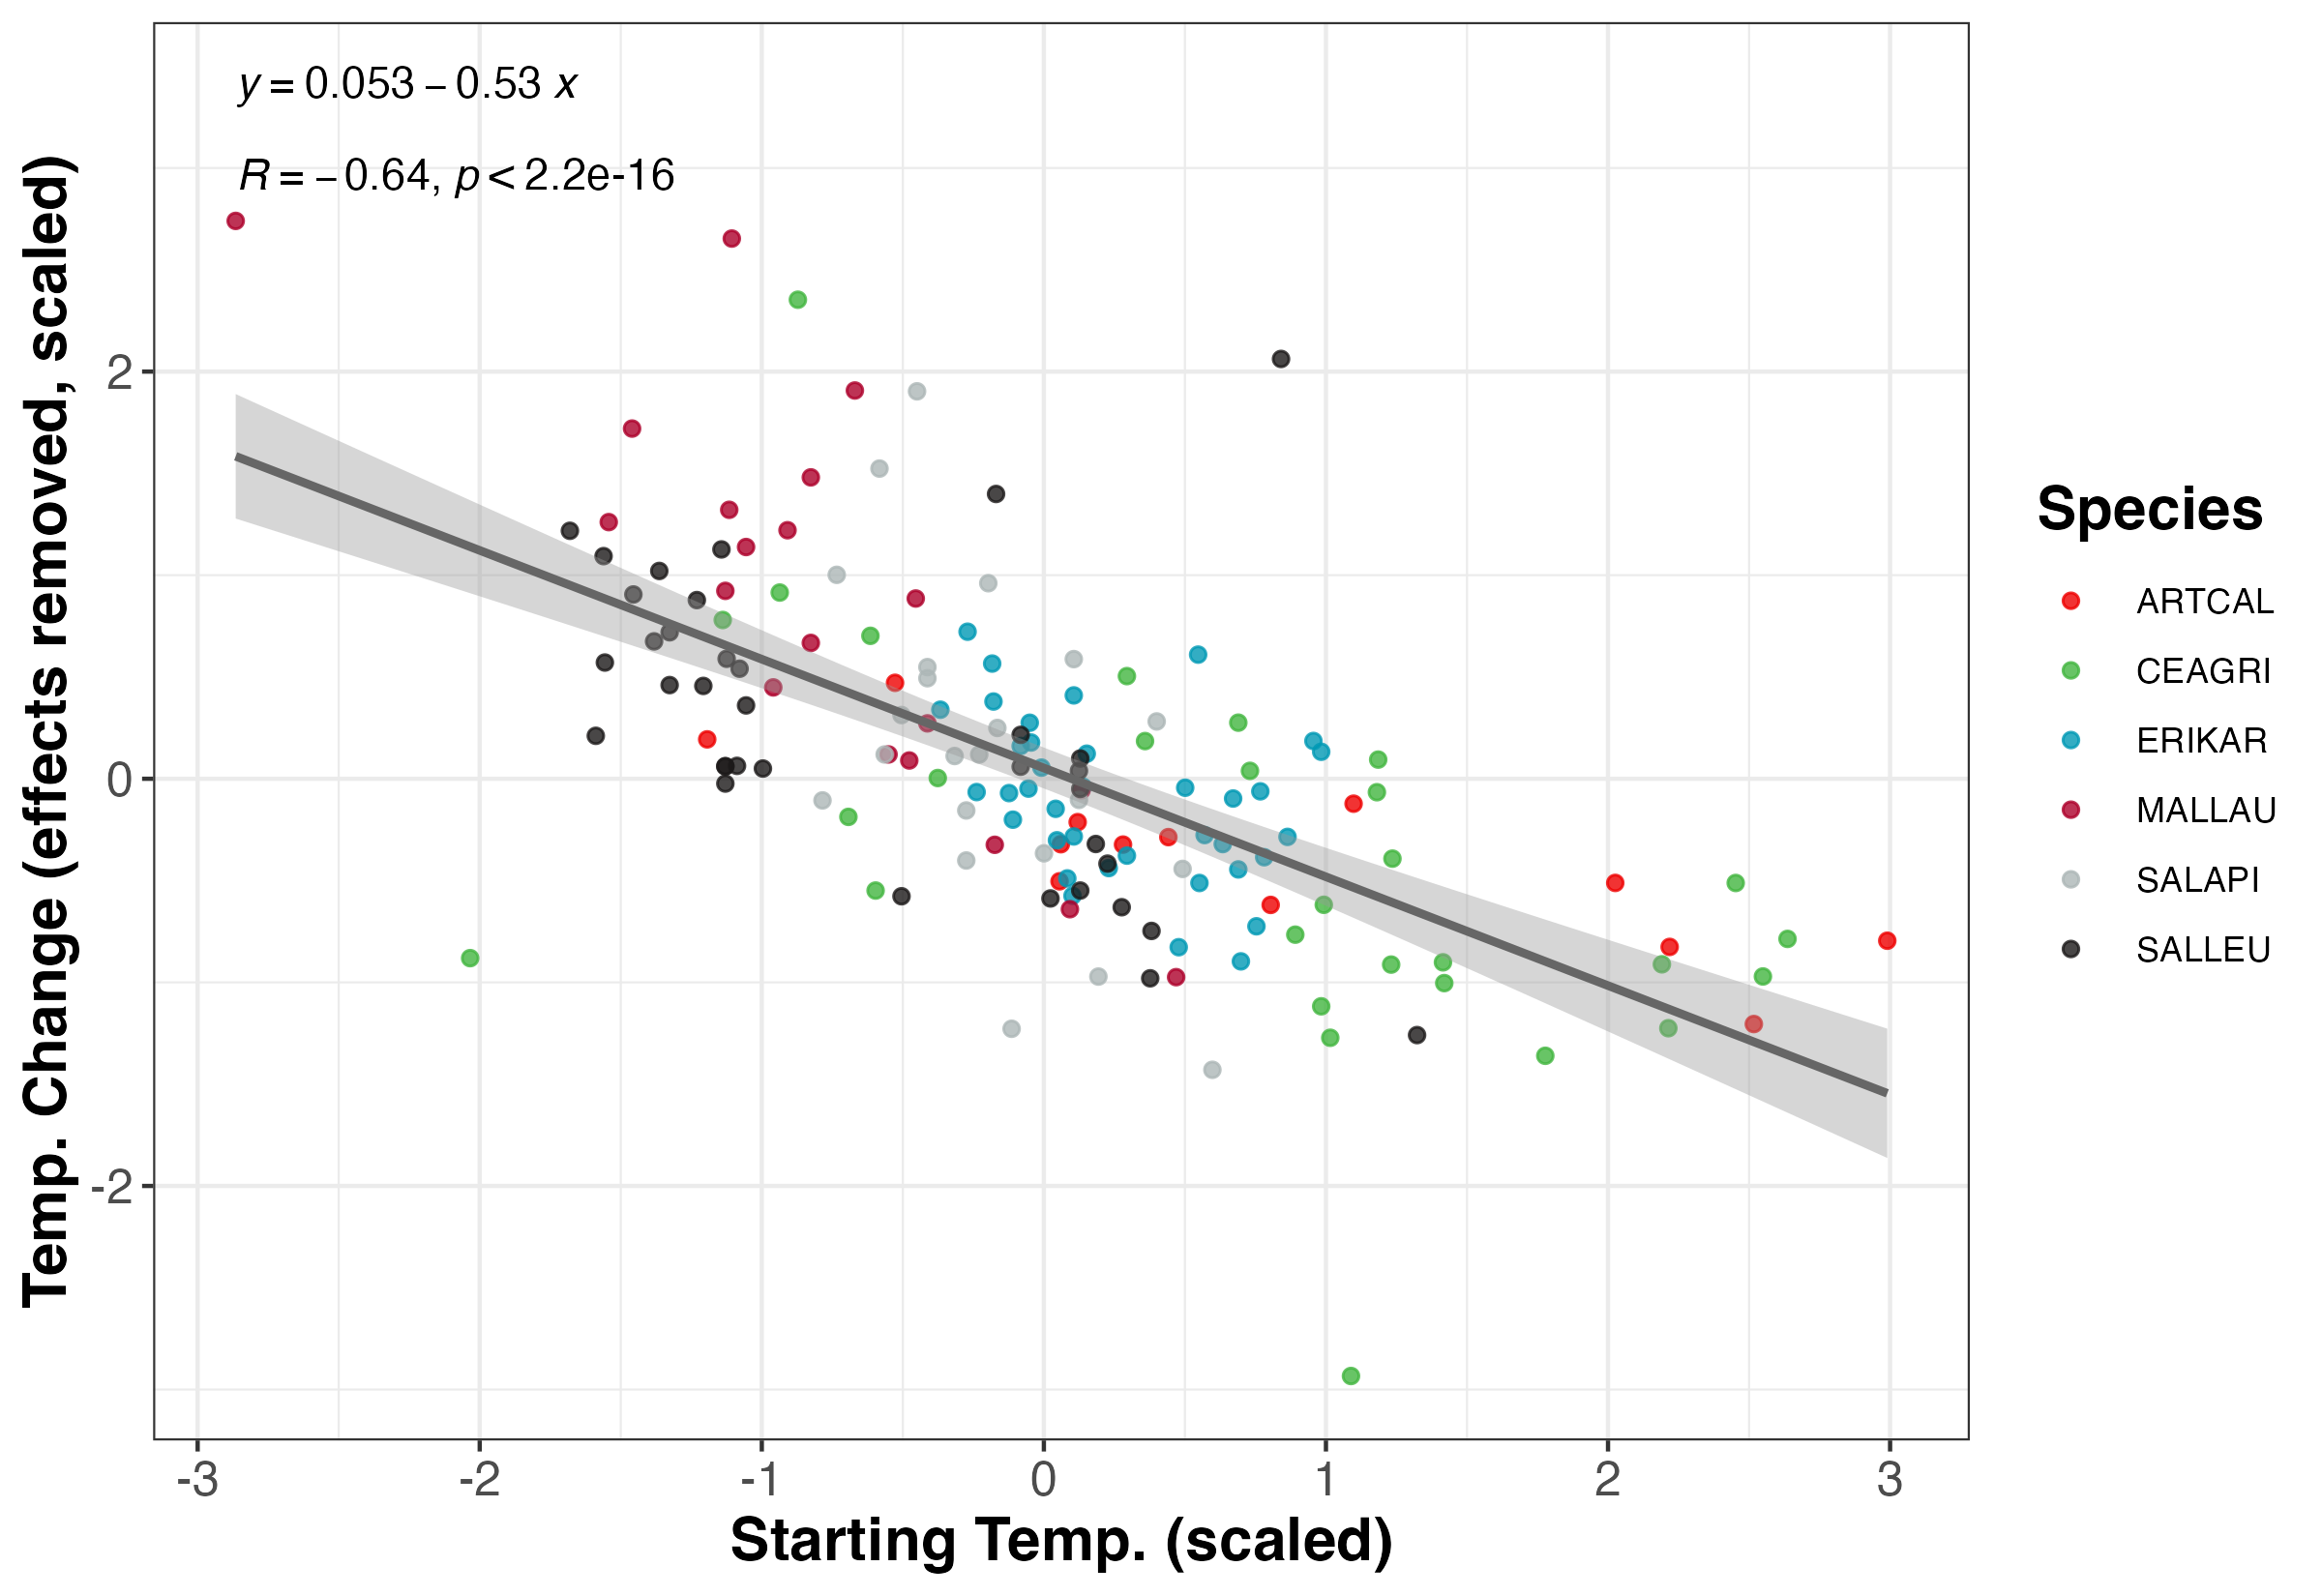 y = 0.053 – 0.53 x
R = –0.64, p < 2.2e-16
Temp. Change (effects removed, scaled)
2
0
-2
-3 -2 -1 0 1 2 3
Starting Temp. (scaled)
Species
ARTCAL
CEAGRI
ERIKAR
MALLAU
SALAPI
SALLEU